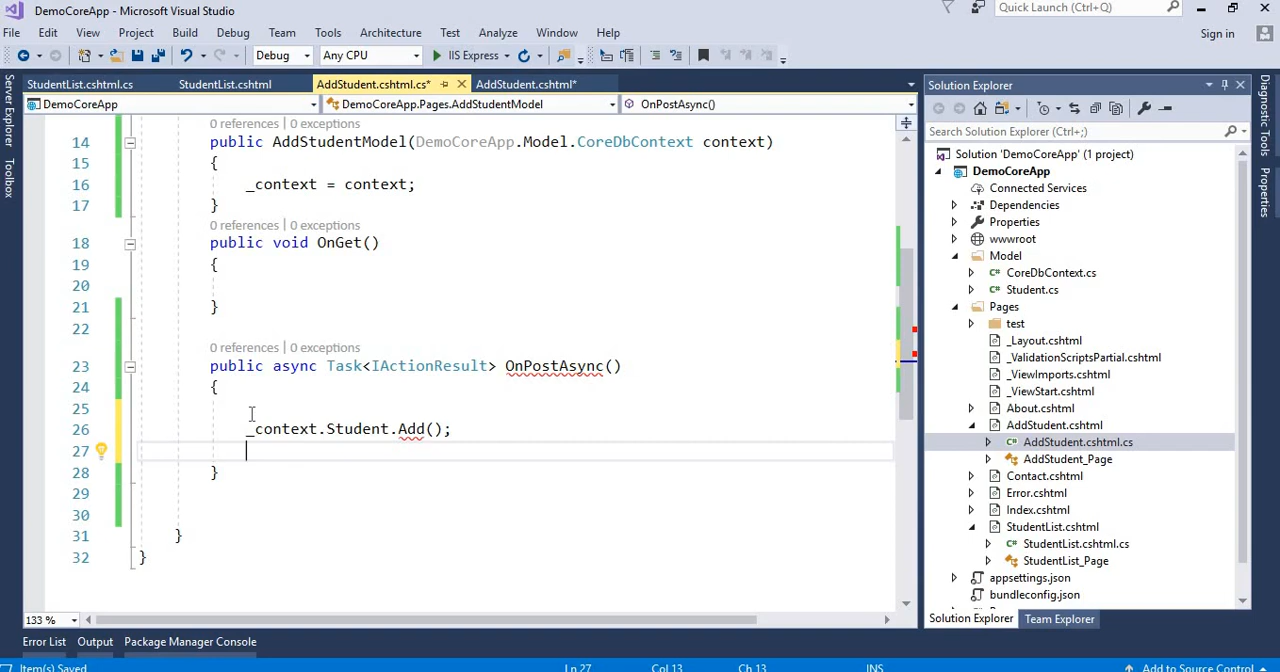 DemoCoreApp - Microsoft Visual Studio
Quick Launch (Ctrl+;)
File Edit View Project Build Debug Team Tools Architecture Test Analyze Window Help
Sign in
Debug Any CPU IIS Express
Server Explorer
Toolbox
StudentList.cshtml.cs StudentList.cshtml AddStudent.cshtml.cs* AddStudent.cshtml*
DemoCoreApp DemoCoreApp.Pages.AddStudentModel OnPostAsync()
0 references | 0 exceptions
14 public AddStudentModel(DemoCoreApp.Model.CoreDbContext context)
15 {
16 _context = context;
17 }
0 references | 0 exceptions
18 public void OnGet()
19 {
20
21 }
22
0 references | 0 exceptions
23 public async Task<IActionResult> OnPostAsync()
24 {
25
26 _context.Student.Add();
27
28 }
29
30
31 }
32 }
133 %
Solution Explorer
Search Solution Explorer (Ctrl+;)
Solution 'DemoCoreApp' (1 project)
DemoCoreApp
Connected Services
Dependencies
Properties
wwwroot
Model
CoreDbContext.cs
Student.cs
Pages
test
_Layout.cshtml
_ValidationScriptsPartial.cshtml
_ViewImports.cshtml
_ViewStart.cshtml
About.cshtml
AddStudent.cshtml
AddStudent.cshtml.cs
AddStudent_Page
Contact.cshtml
Error.cshtml
Index.cshtml
StudentList.cshtml
StudentList.cshtml.cs
StudentList_Page
appsettings.json
bundleconfig.json
Solution Explorer Team Explorer
Diagnostic Tools
Properties
Error List Output Package Manager Console
Item(s) Saved Ln 27 Col 13 Ch 13 INS Add to Source Control